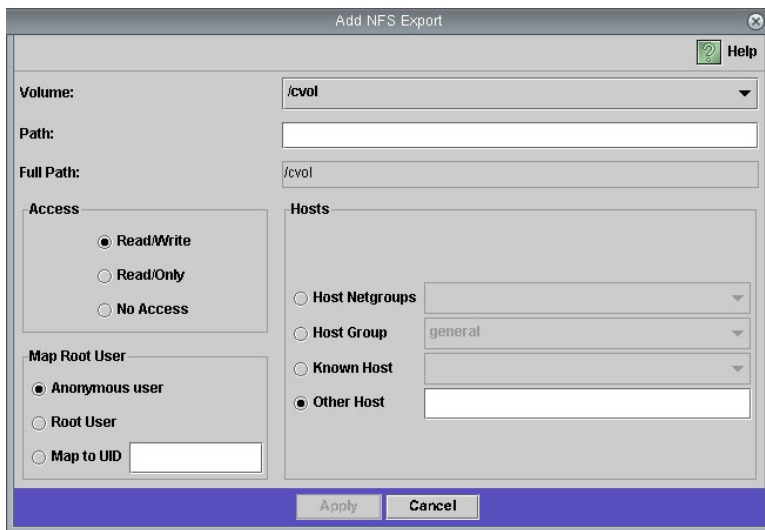 Add NFS Export
Help
Volume:
/cvol
Path:
Full Path:
/cvol
Access
Read/Write
Read/Only
No Access
Map Root User
Anonymous user
Root User
Map to UID
Hosts
Host Netgroups
Host Group
general
Known Host
Other Host
Apply
Cancel